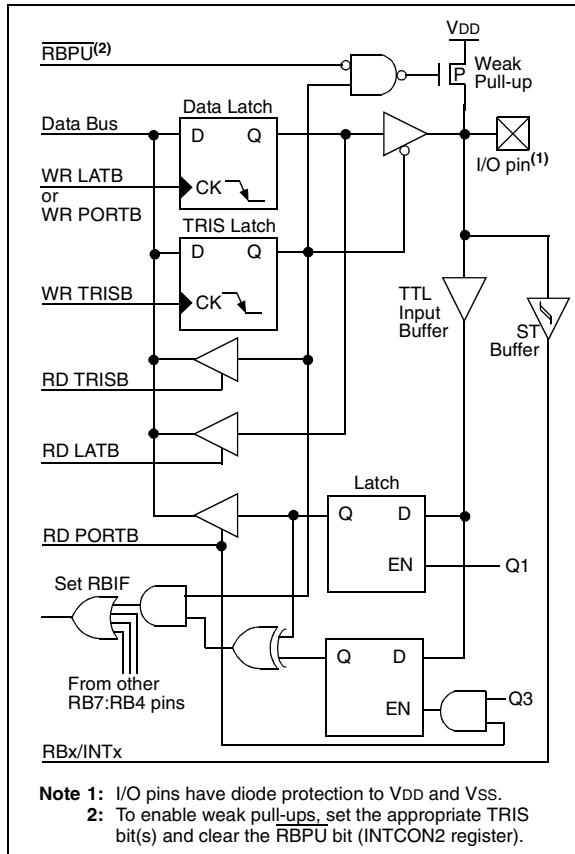 VDD
RBPU(2)
Weak
Pull-up
P
Data Latch
Data Bus
D Q
I/O pin(1)
WR LATB
or
WR PORTB
CK
TRIS Latch
D Q
WR TRISB
CK
TTL
Input
Buffer
ST
Buffer
RD TRISB
RD LATB
Latch
Q D
RD PORTB
EN
Q1
Set RBIF
Q D
From other
RB7:RB4 pins
EN
Q3
RBx/INTx
Note 1: I/O pins have diode protection to VDD and VSS.
2: To enable weak pull-ups, set the appropriate TRIS
bit(s) and clear the RBPU bit (INTCON2 register).